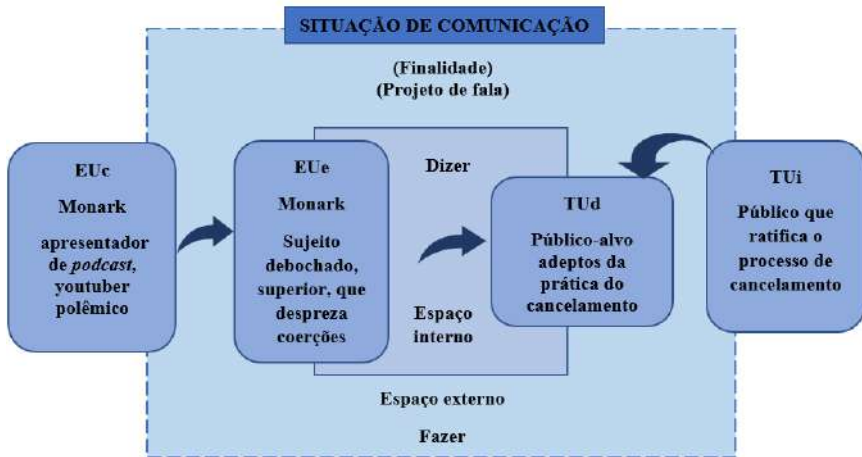 SITUAÇÃO DE COMUNICAÇÃO
(Finalidade)
(Projeto de fala)
EUc
Monark
apresentador
de podcast,
youtuber
polêmico
EUe
Monark
Sujeito
debochado,
superior, que
despreza
coerções
Dizer
Espaço
interno
TUd
Público-alvo
adeptos da
prática do
cancelamento
TUi
Público que
ratifica o
processo de
cancelamento
Espaço externo
Fazer